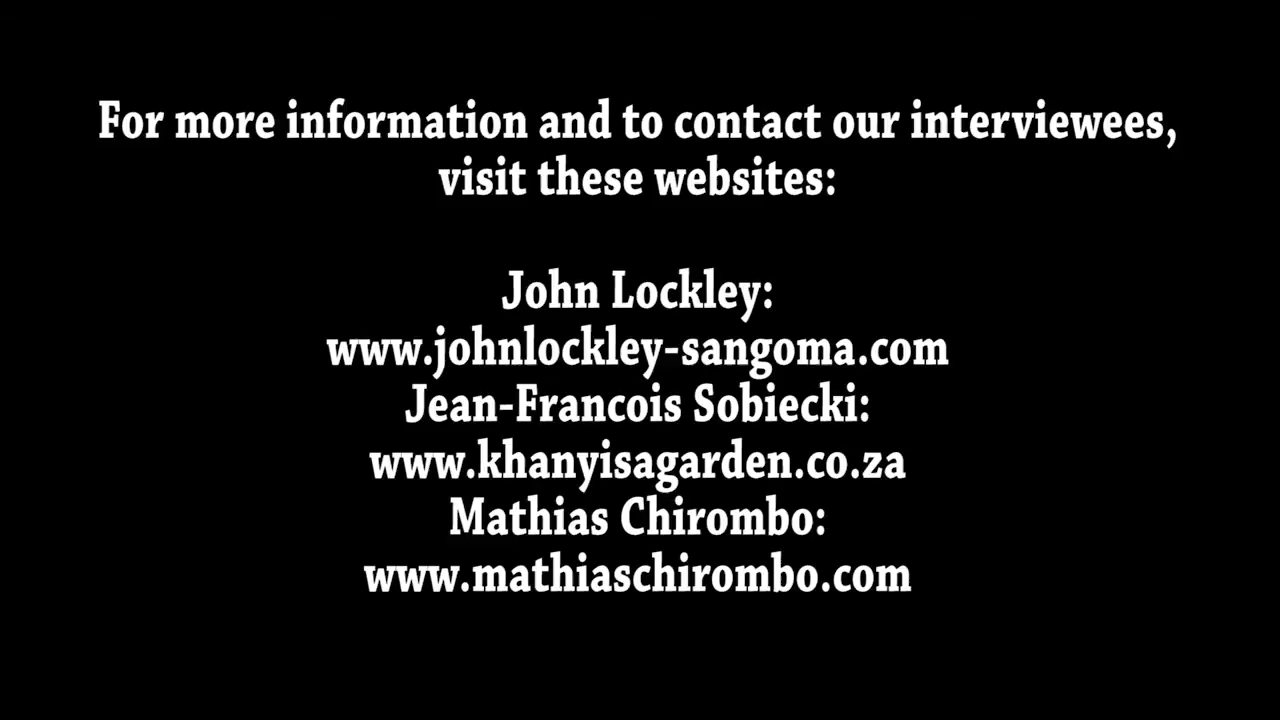 For more information and to contact our interviewees,
visit these websites:
John Lockley:
www.johnlockley-sangoma.com
Jean-Francois Sobiecki:
www.khanyisagarden.co.za
Mathias Chirombo:
www.mathiaschirombo.com